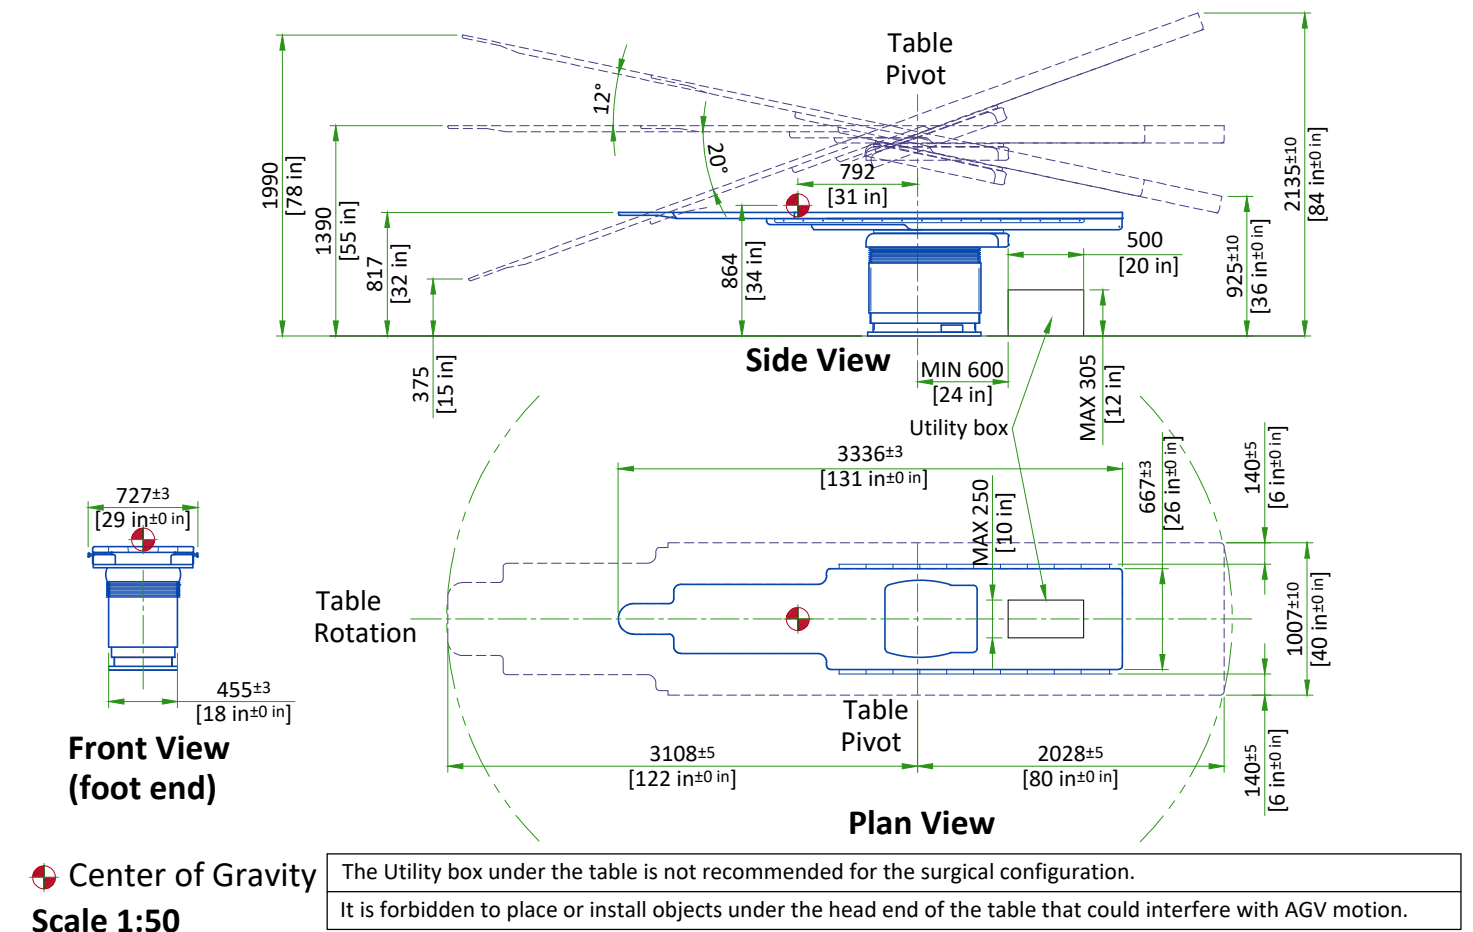 Table
Pivot
1990
[78 in]
1390
[55 in]
817
[32 in]
375
[15 in]
12°
20°
792
[31 in]
864
[34 in]
500
[20 in]
925±10
[36 in±0 in]
2135±10
[84 in±0 in]
Side View
MIN 600
[24 in]
MAX 305
[12 in]
Utility box
3336±3
[131 in±0 in]
MAX 250
[10 in]
667±3
[26 in±0 in]
140±5
[6 in±0 in]
727±3
[29 in±0 in]
Table
Rotation
1007±10
[40 in±0 in]
455±3
[18 in±0 in]
Front View
(foot end)
Table
Pivot
3108±5
[122 in±0 in]
2028±5
[80 in±0 in]
140±5
[6 in±0 in]
Plan View
Center of Gravity
Scale 1:50
The Utility box under the table is not recommended for the surgical configuration.
It is forbidden to place or install objects under the head end of the table that could interfere with AGV motion.